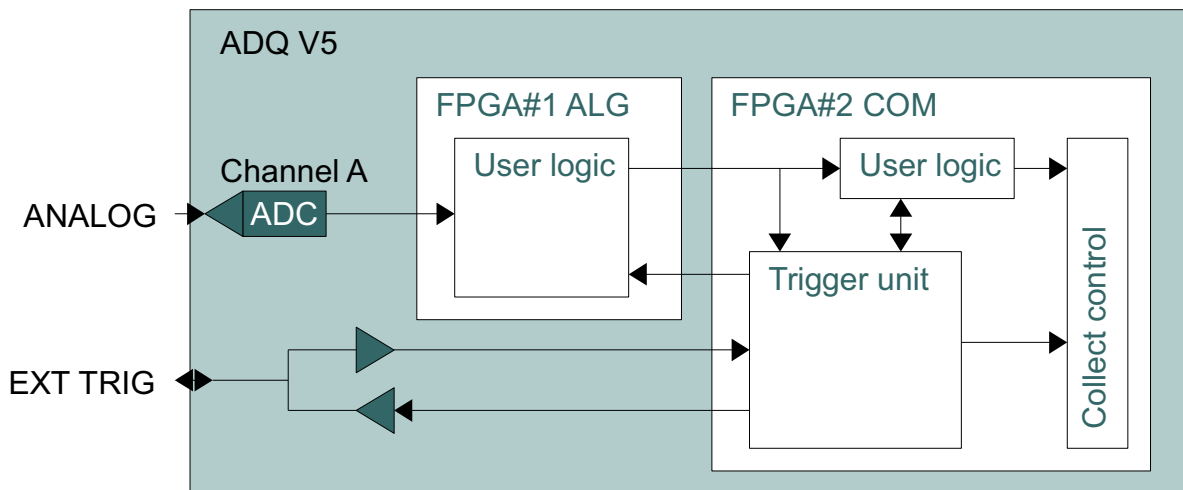 ADQ V5
FPGA#1 ALG
FPGA#2 COM
User logic
User logic
Channel A
ADC
ANALOG
Trigger unit
Collect control
EXT TRIG